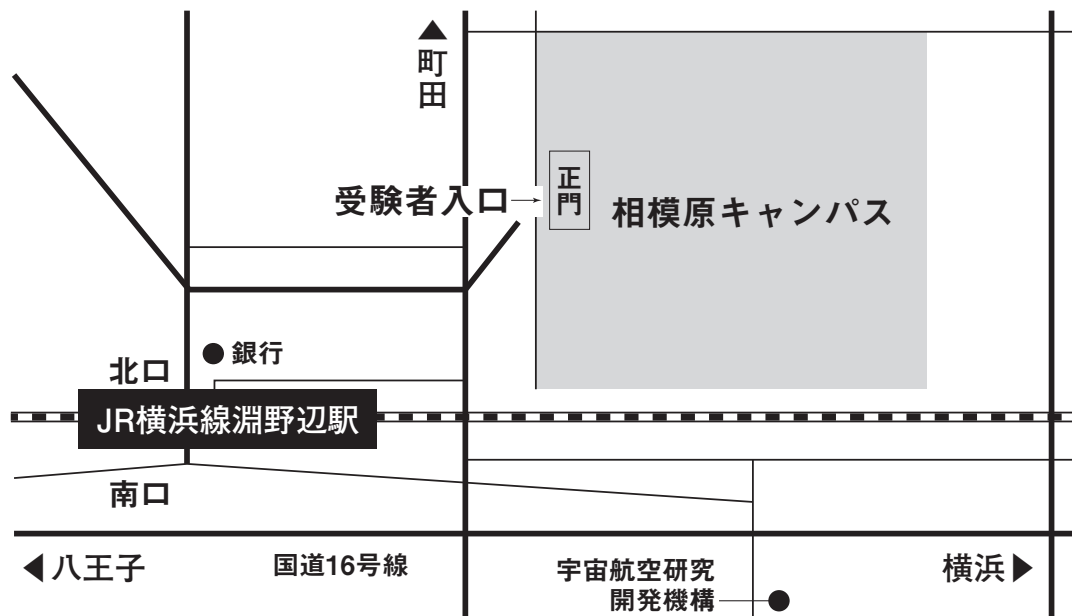 ▲
町田
受験者入口
正門
相模原キャンパス
銀行
北口
JR横浜線淵野辺駅
南口
◀八王子
国道16号線
宇宙航空研究
開発機構
横浜▶